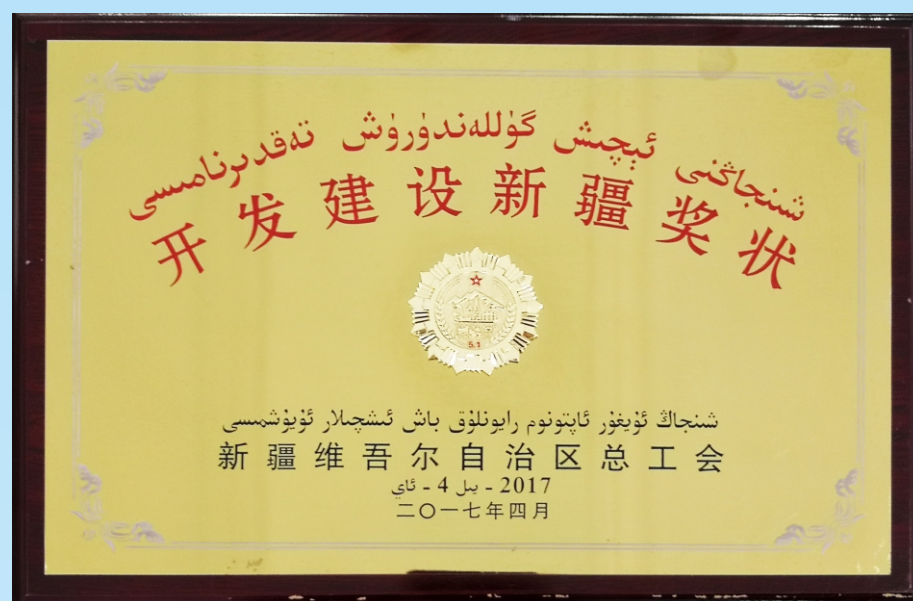 شىنجاڭنى ئېچىش گۈللەندۈرۈش تەقدىرنامىسى
开发建设新疆奖状
5.1
شىنجاڭ ئۇيغۇر ئاپتونوم رايونلۇق باش ئىشچىلار ئۇيۇشمىسى
新疆维吾尔自治区总工会
2017 - يىل 4 - ئاي
二〇一七年四月